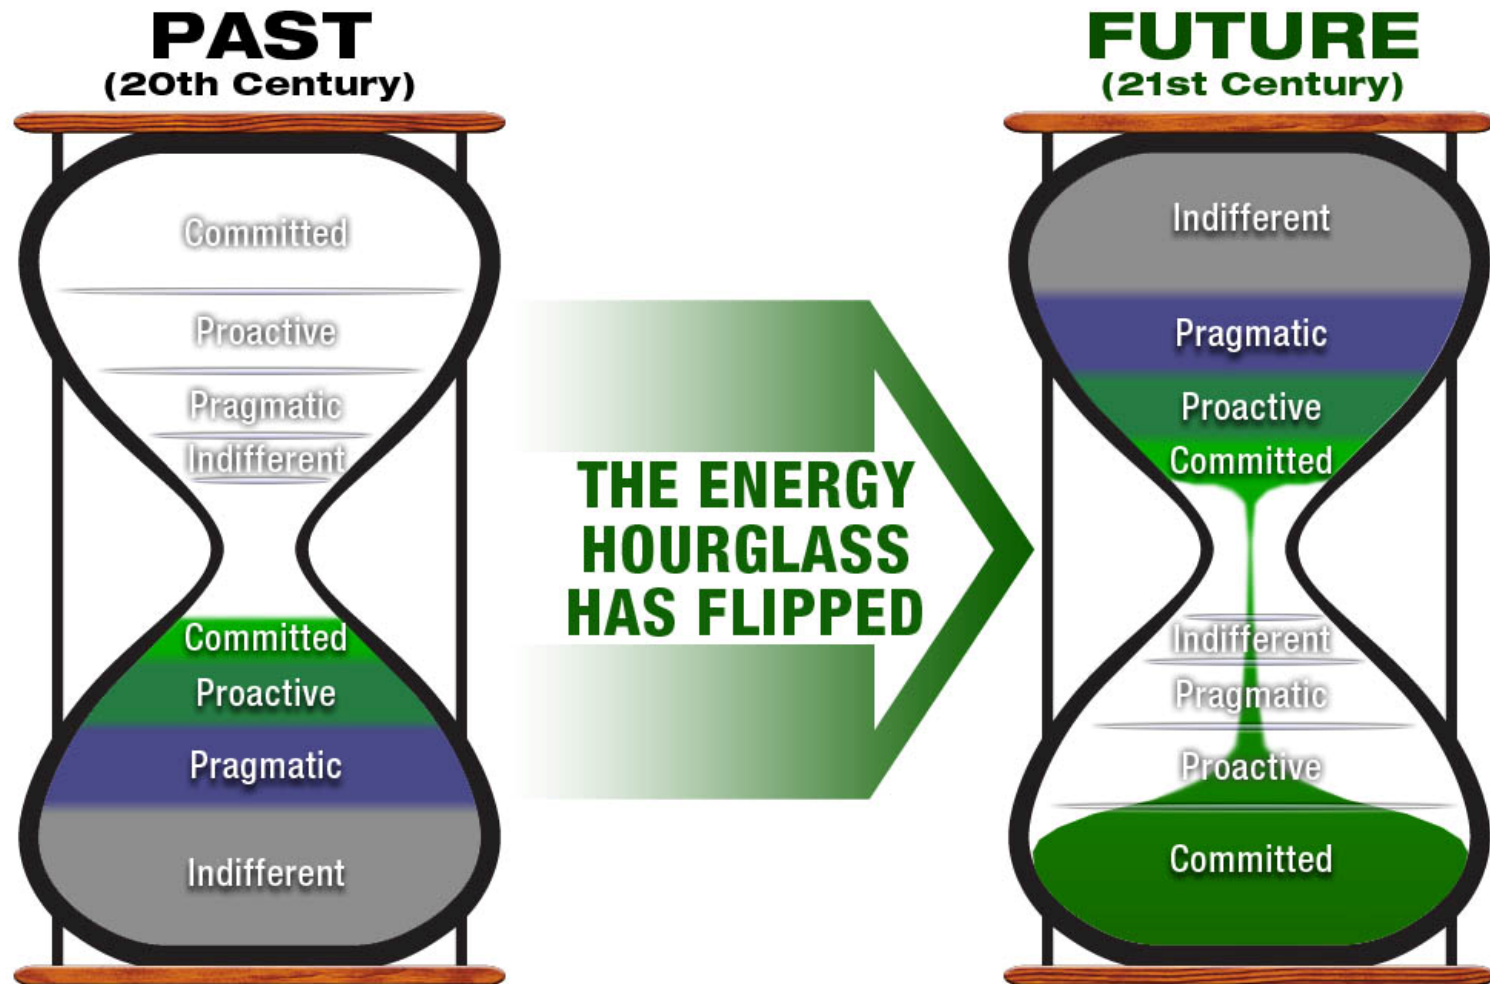 PAST
(20th Century)
Committed
Proactive
Pragmatic
Indifferent
Committed
Proactive
Pragmatic
Indifferent
THE ENERGY
HOURGLASS
HAS FLIPPED
FUTURE
(21st Century)
Indifferent
Pragmatic
Proactive
Committed
Indifferent
Pragmatic
Proactive
Committed